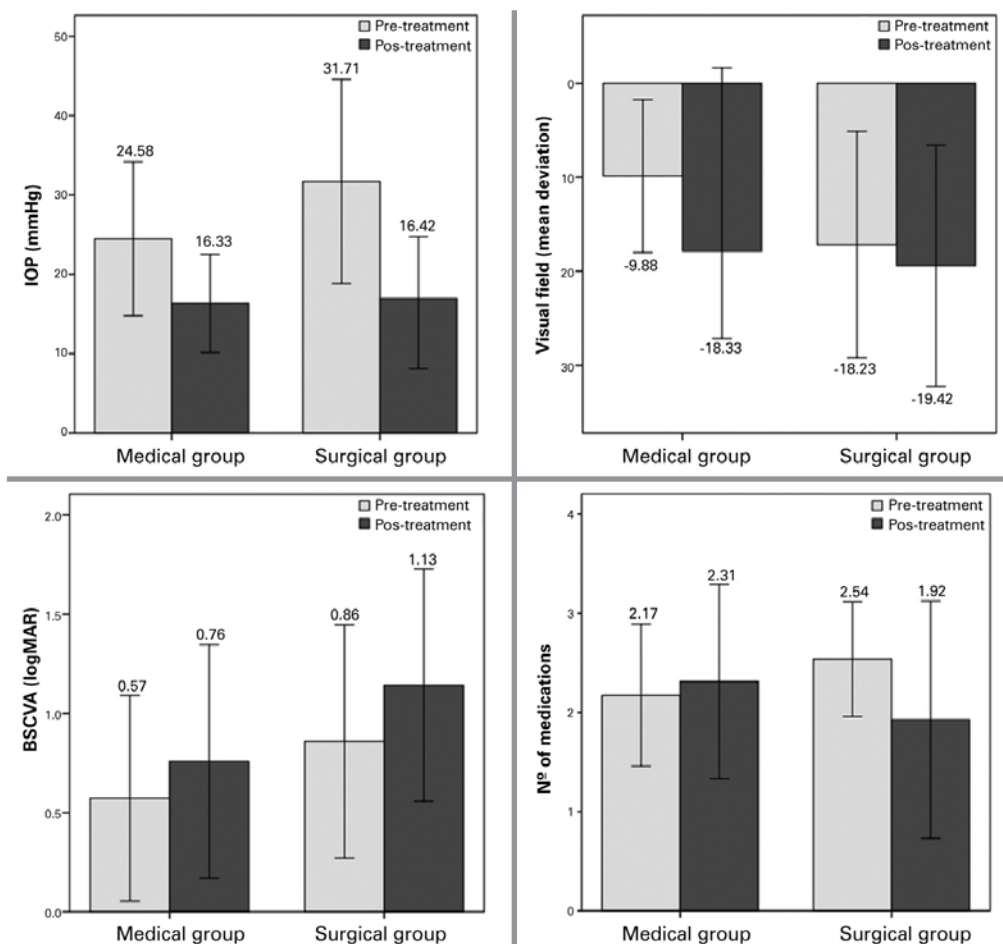 Pre-treatment
Pos-treatment
50
40
30
20
10
0
IOP (mmHg)
24.58
16.33
31.71
16.42
Medical group
Surgical group
Pre-treatment
Pos-treatment
0
10
20
30
Visual field (mean deviation)
-9.88
-18.33
-18.23
-19.42
Medical group
Surgical group
Pre-treatment
Pos-treatment
2.0
1.5
1.0
0.5
0.0
BSCVA (logMAR)
0.57
0.76
0.86
1.13
Medical group
Surgical group
Pre-treatment
Pos-treatment
4
3
2
1
0
Nº of medications
2.17
2.31
2.54
1.92
Medical group
Surgical group